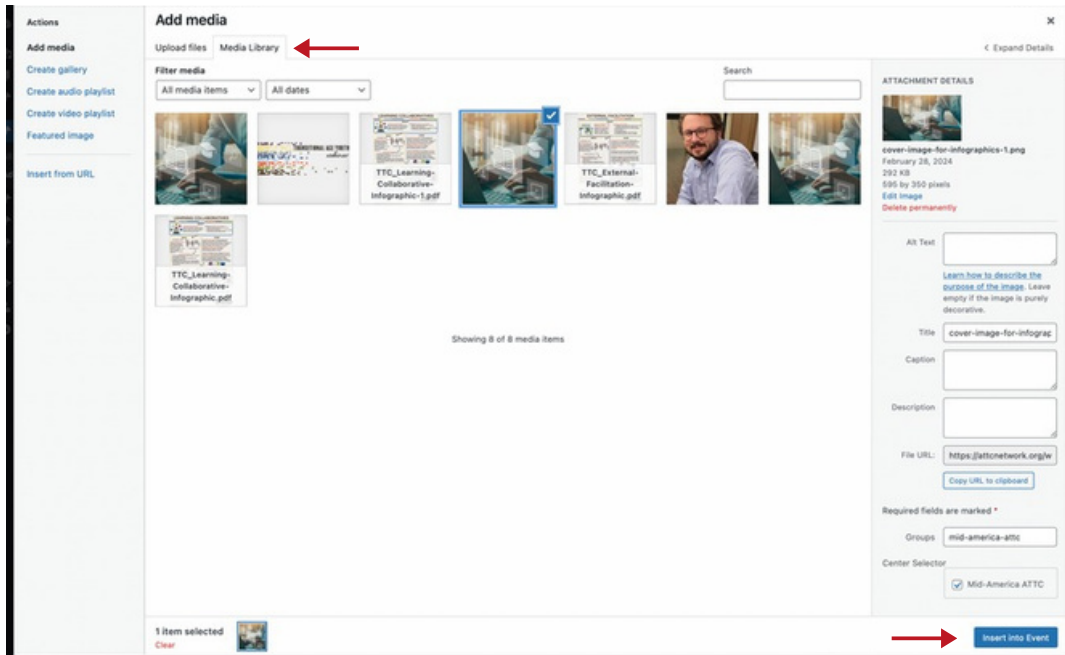 Actions
Add media
Create gallery
Create audio playlist
Create video playlist
Featured image
Insert from URL
Add media
Upload files
Media Library
Expand Details
Filter media
All media items
All dates
Search
LEARNING COLLABORATIVES
TTC_Learning-
Collaborative-
Infographic-1.pdf
EXTERNAL FACILITATION
TTC_External-
Facilitation-
Infographic.pdf
LEARNING COLLABORATIVES
TTC_Learning-
Collaborative-
Infographic.pdf
Showing 8 of 8 media items
ATTACHMENT DETAILS
cover-image-for-infographics-1.png
February 28, 2024
292 KB
595 by 350 pixels
Edit Image
Delete permanently
Alt Text
Learn how to describe the
purpose of the image. Leave
empty if the image is purely
decorative.
Title
cover-image-for-infograp
Caption
Description
File URL:
https://attcnetwork.org/w
Copy URL to clipboard
Required fields are marked *
Groups
mid-america-attc
Center Selector
Mid-America ATTC
1 item selected
Clear
Insert into Event